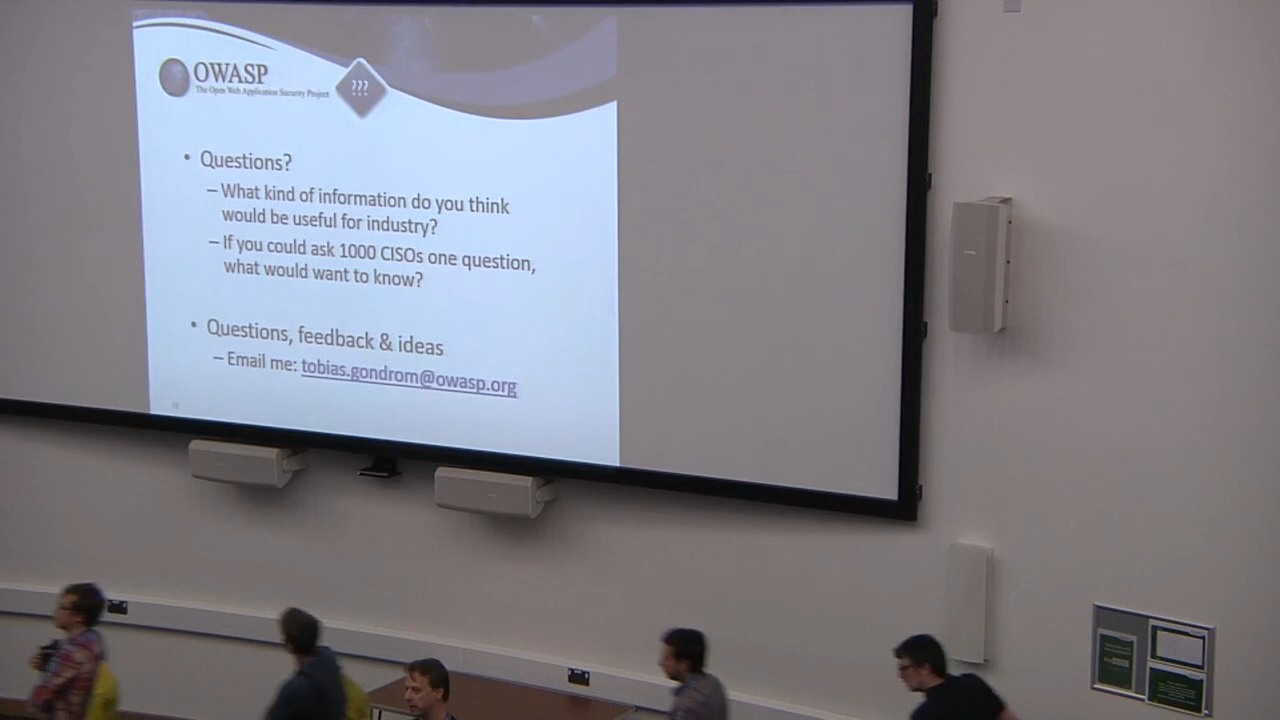 OWASP
The Open Web Application Security Project
???
• Questions?
– What kind of information do you think
would be useful for industry?
– If you could ask 1000 CISOs one question,
what would want to know?
• Questions, feedback & ideas
– Email me: tobias.gondrom@owasp.org